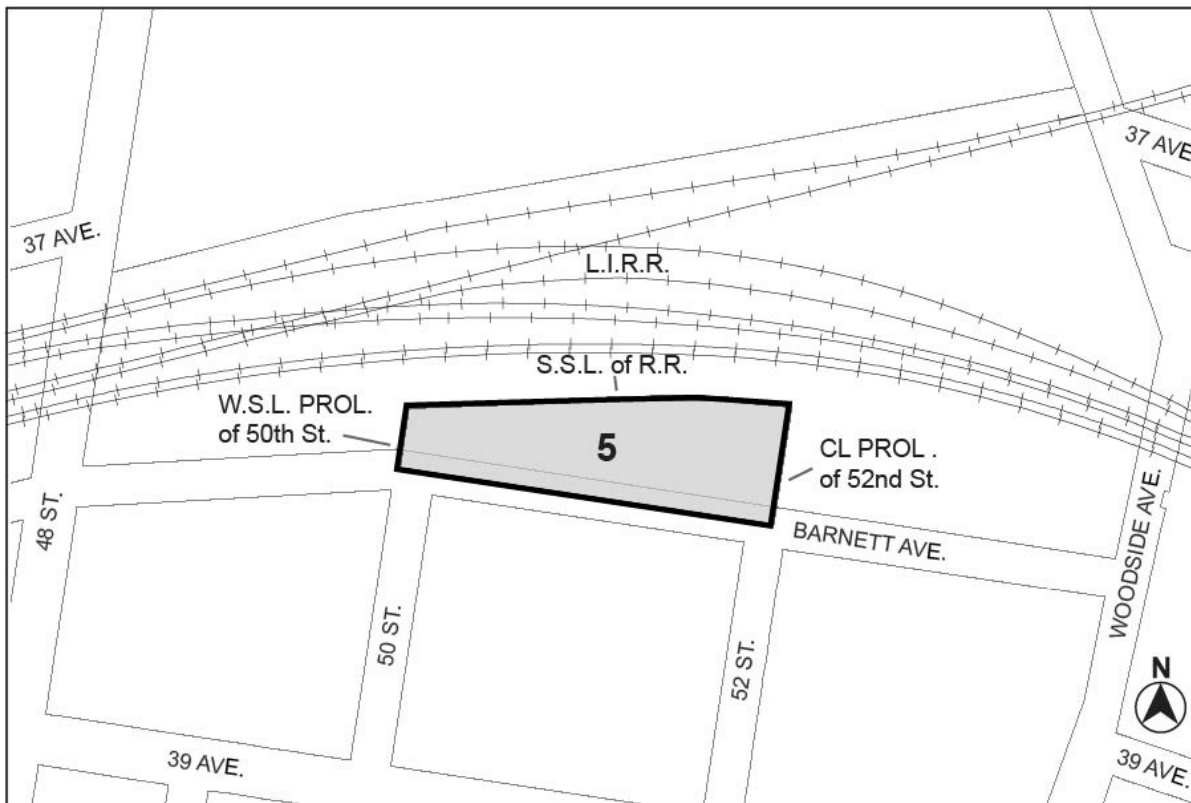 37 AVE.
37 AVE.
L.I.R.R.
S.S.L. of R.R.
W.S.L. PROL.
of 50th St.
5
CL PROL .
of 52nd St.
48 ST.
BARNETT AVE.
WOODSIDE AVE.
50 ST.
52 ST.
N
39 AVE.
39 AVE.